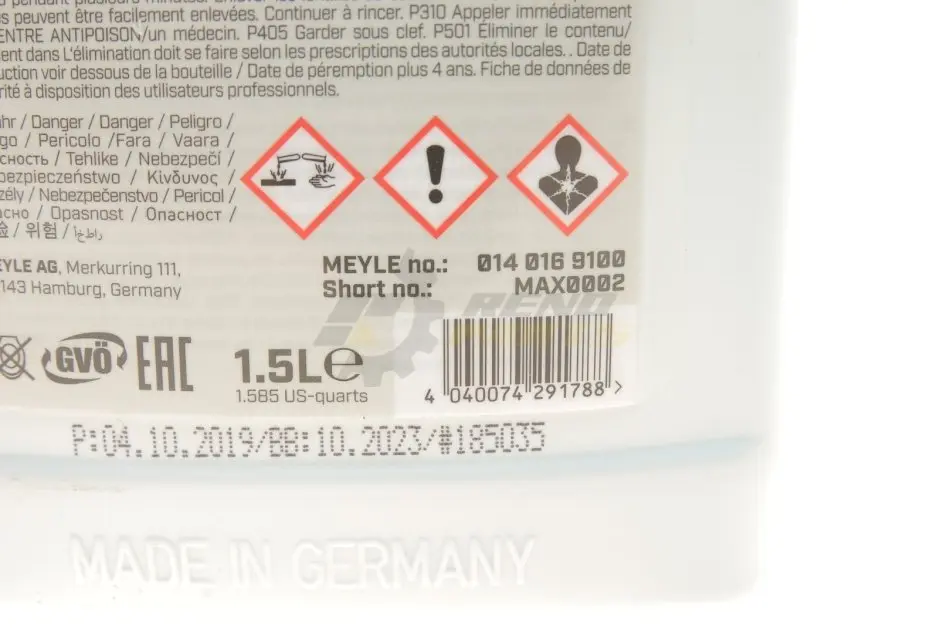 s peuvent être facilement enlevées. Continuer à rincer. P310 Appeler immédiatement
ENTRE ANTIPOISON/un médecin. P405 Garder sous clef. P501 Éliminer le contenu/
ent dans L'élimination doit se faire selon les prescriptions des autorités locales. . Date de
uction voir dessous de la bouteille / Date de péremption plus 4 ans. Fiche de données de
rité à disposition des utilisateurs professionnels.
hr / Danger / Danger / Peligro /
go / Pericolo /Fara / Vaara /
сность / Tehlike / Nebezpečí /
bezpieczeństwo / Κίνδυνος /
zély / Nebezpečenstvo / Pericol /
асно / Opasnost / Опасност /
险 / 위험 /
EYLE AG, Merkurring 111,
143 Hamburg, Germany
MEYLE no.: 014 016 9100
Short no.: MAX0002
GVÖ EAC 1.5L℮
1.585 US-quarts
4 040074 291788 >
P:04.10.2019/BB:10.2023/#185035
MADE IN GERMANY